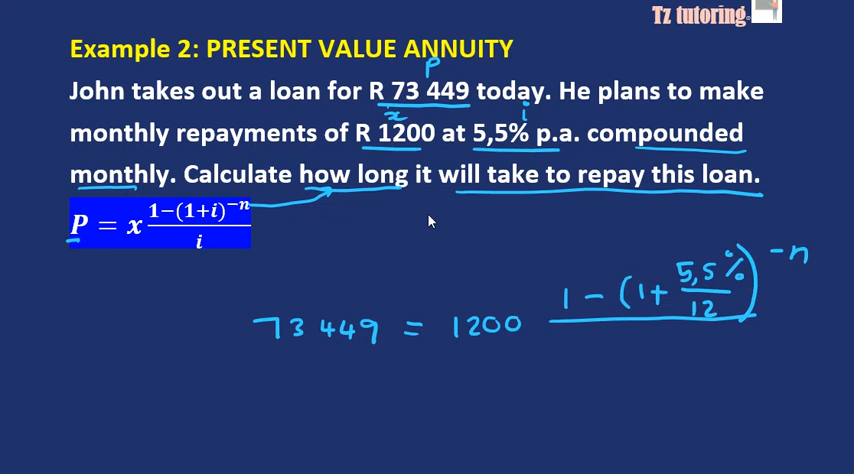 Tz tutoring
Example 2: PRESENT VALUE ANNUITY
P
John takes out a loan for R 73 449 today. He plans to make
x i
monthly repayments of R 1200 at 5,5% p.a. compounded
monthly. Calculate how long it will take to repay this loan.
P = x 1−(1+i)^−n / i
73 449 = 1200 1 − (1 + 5,5% / 12)^−n